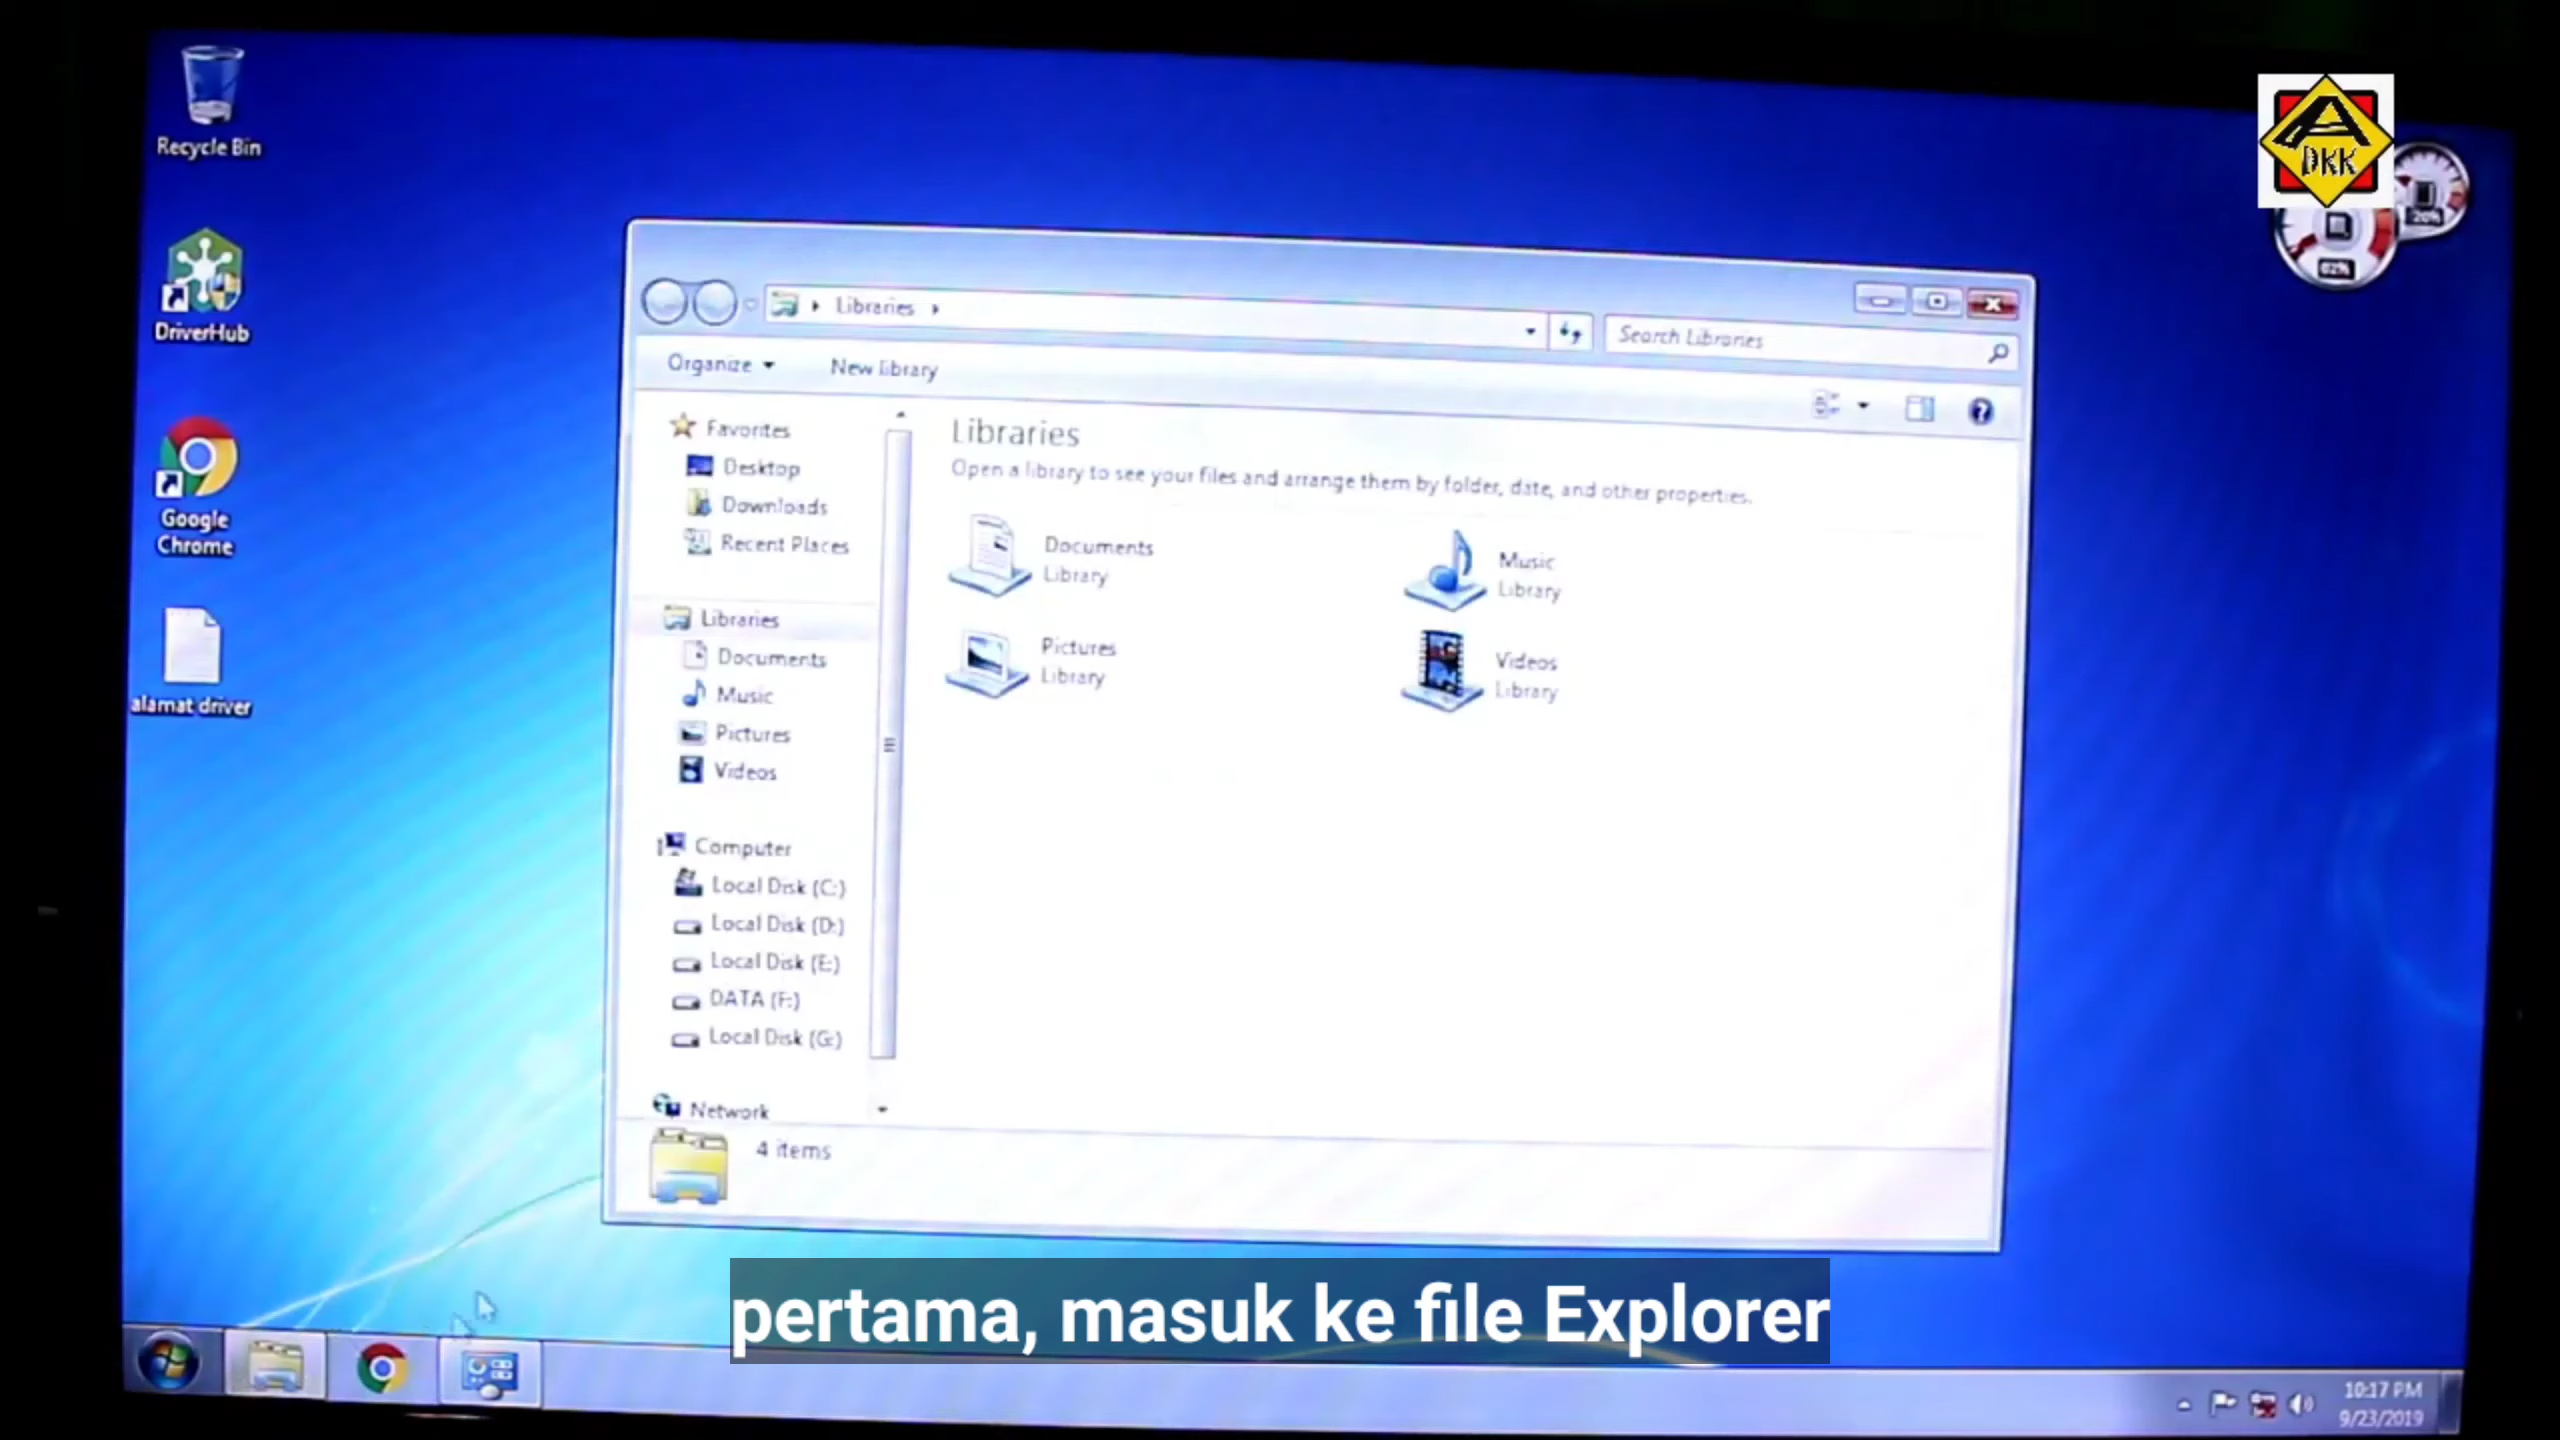 Recycle Bin
DriverHub
Google
Chrome
alamat driver
A
DKK
20%
62%
Libraries
Search Libraries
Organize
New library
Favorites
Desktop
Downloads
Recent Places
Libraries
Documents
Music
Pictures
Videos
Computer
Local Disk (C:)
Local Disk (D:)
Local Disk (E:)
DATA (F:)
Local Disk (G:)
Network
Libraries
Open a library to see your files and arrange them by folder, date, and other properties.
Documents
Library
Music
Library
Pictures
Library
Videos
Library
4 items
pertama, masuk ke file Explorer
10:17 PM
9/23/2019